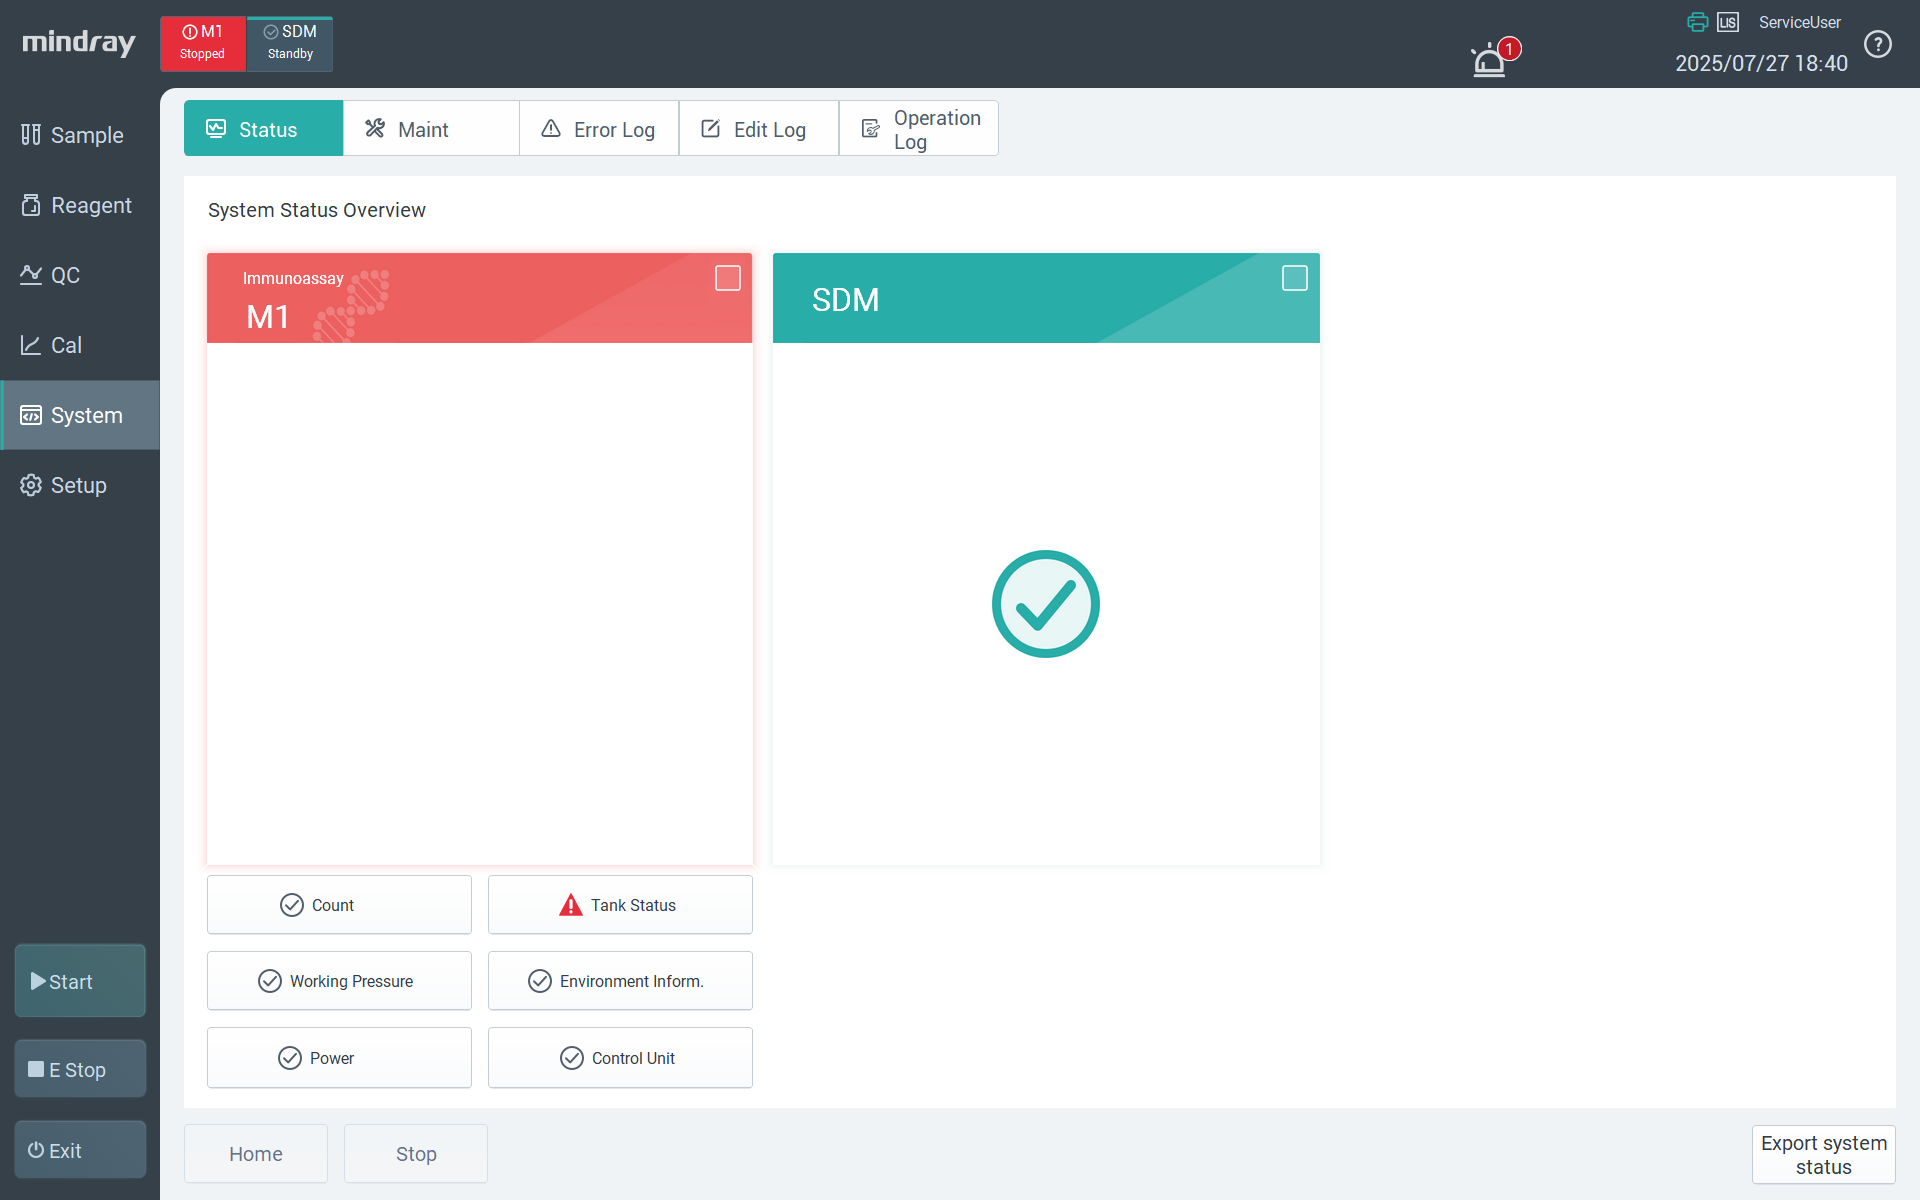 mindray
M1
Stopped
SDM
Standby
1
LIS
ServiceUser
2025/07/27 18:40
?
Sample
Reagent
QC
Cal
System
Setup
Start
E Stop
Exit
Status
Maint
Error Log
Edit Log
Operation
Log
System Status Overview
Immunoassay
M1
SDM
Count
Tank Status
Working Pressure
Environment Inform.
Power
Control Unit
Home
Stop
Export system
status